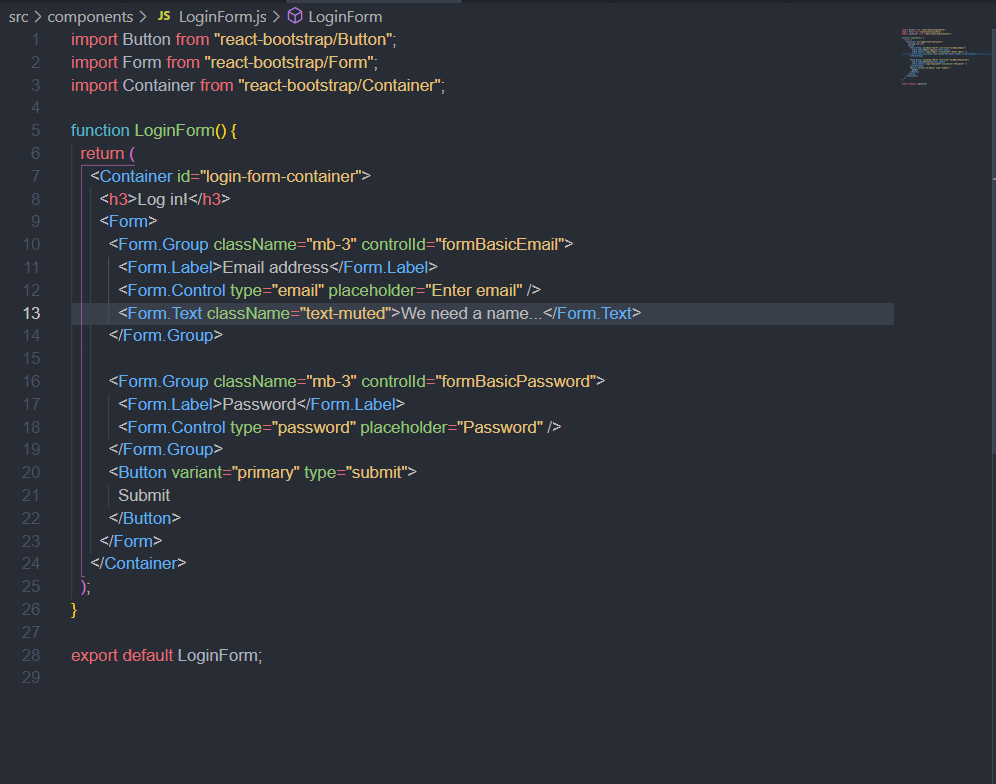 src > components > JS LoginForm.js > LoginForm
1 import Button from "react-bootstrap/Button";
2 import Form from "react-bootstrap/Form";
3 import Container from "react-bootstrap/Container";
4
5 function LoginForm() {
6 return (
7 <Container id="login-form-container">
8 <h3>Log in!</h3>
9 <Form>
10 <Form.Group className="mb-3" controlId="formBasicEmail">
11 <Form.Label>Email address</Form.Label>
12 <Form.Control type="email" placeholder="Enter email" />
13 <Form.Text className="text-muted">We need a name...</Form.Text>
14 </Form.Group>
15
16 <Form.Group className="mb-3" controlId="formBasicPassword">
17 <Form.Label>Password</Form.Label>
18 <Form.Control type="password" placeholder="Password" />
19 </Form.Group>
20 <Button variant="primary" type="submit">
21 Submit
22 </Button>
23 </Form>
24 </Container>
25 );
26 }
27
28 export default LoginForm;
29